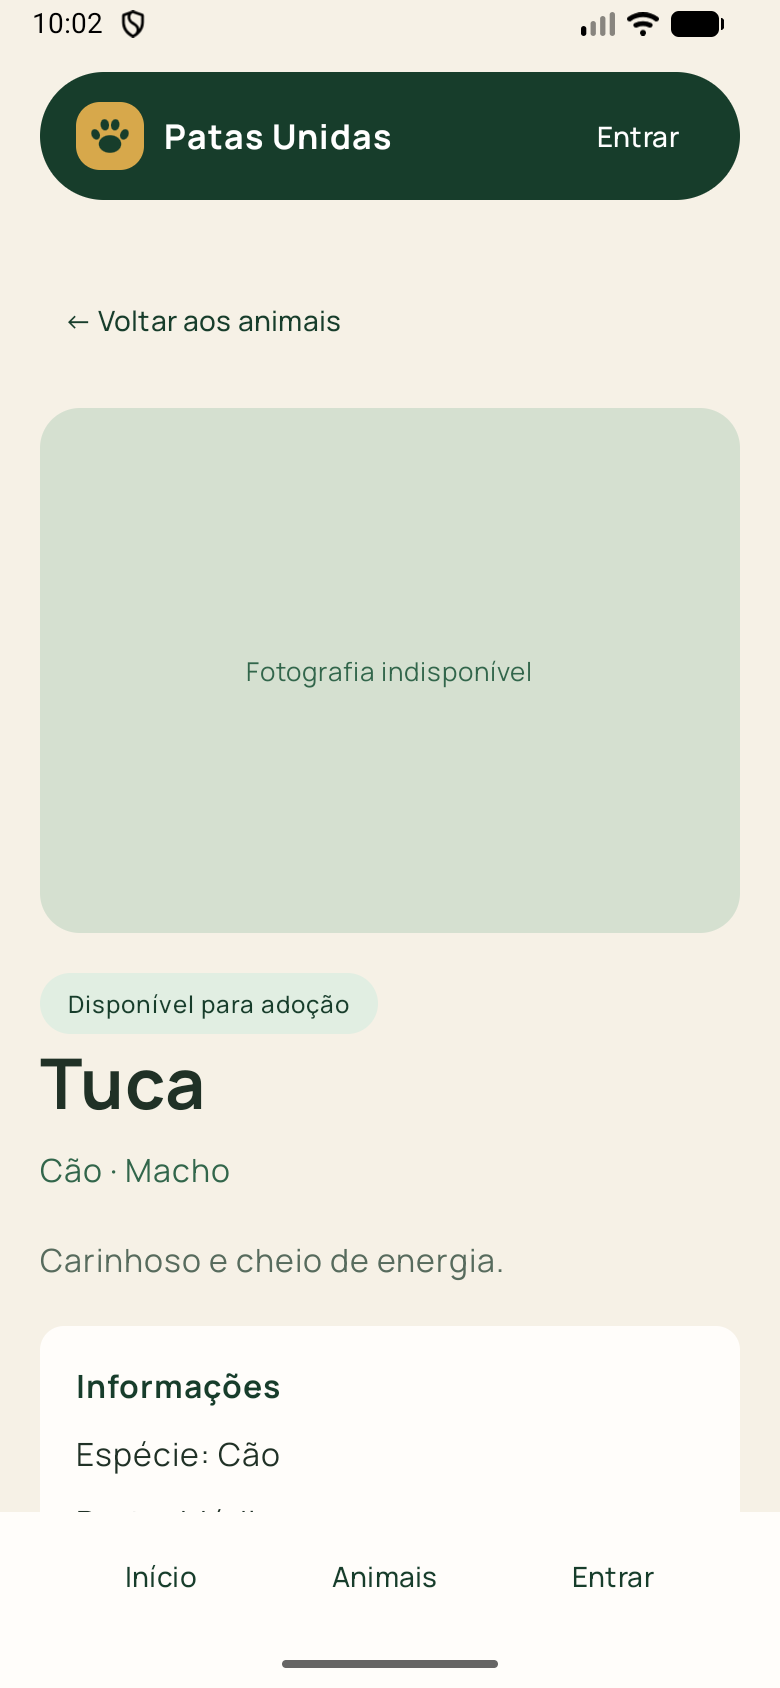 10:02
Patas Unidas
Entrar
← Voltar aos animais
Fotografia indisponível
Disponível para adoção
Tuca
Cão · Macho
Carinhoso e cheio de energia.
Informações
Espécie: Cão
Início
Animais
Entrar